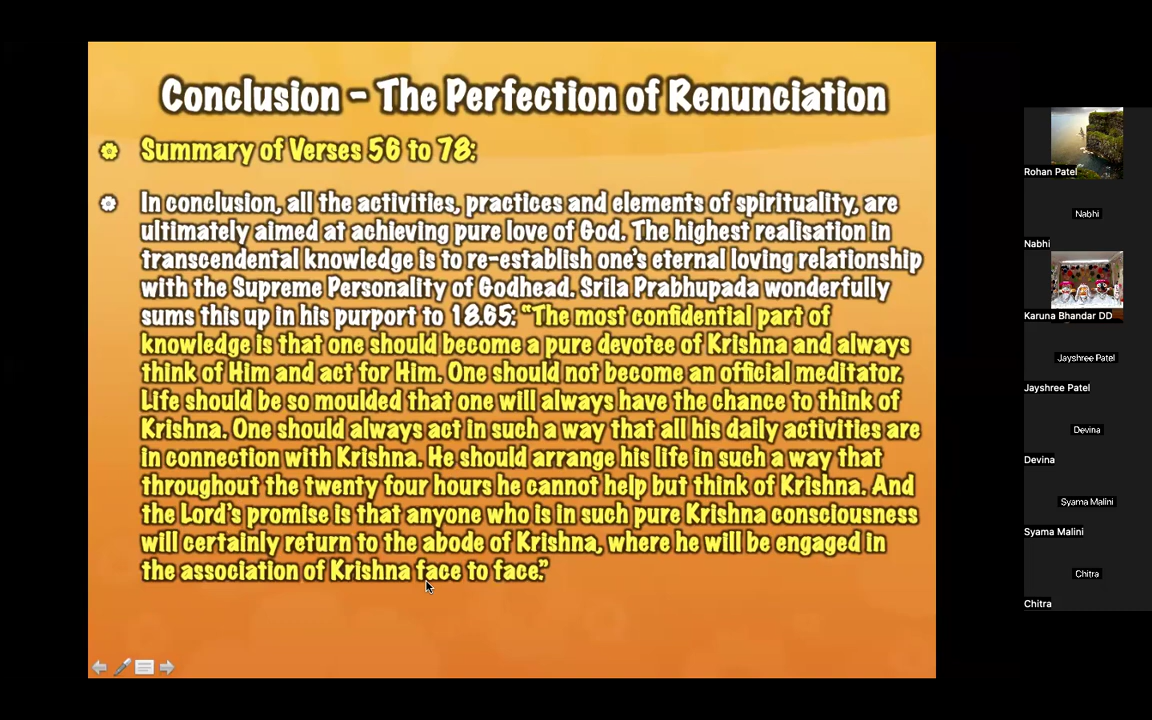 Conclusion - The Perfection of Renunciation
Summary of Verses 56 to 78:
In conclusion, all the activities, practices and elements of spirituality, are
ultimately aimed at achieving pure love of God. The highest realisation in
transcendental knowledge is to re-establish one's eternal loving relationship
with the Supreme Personality of Godhead. Srila Prabhupada wonderfully
sums this up in his purport to 18.65: "The most confidential part of
knowledge is that one should become a pure devotee of Krishna and always
think of Him and act for Him. One should not become an official meditator.
Life should be so moulded that one will always have the chance to think of
Krishna. One should always act in such a way that all his daily activities are
in connection with Krishna. He should arrange his life in such a way that
throughout the twenty four hours he cannot help but think of Krishna. And
the Lord's promise is that anyone who is in such pure Krishna consciousness
will certainly return to the abode of Krishna, where he will be engaged in
the association of Krishna face to face."
Rohan Patel
Nabhi
Nabhi
Karuna Bhandar DD
Jayshree Patel
Jayshree Patel
Devina
Devina
Syama Malini
Syama Malini
Chitra
Chitra